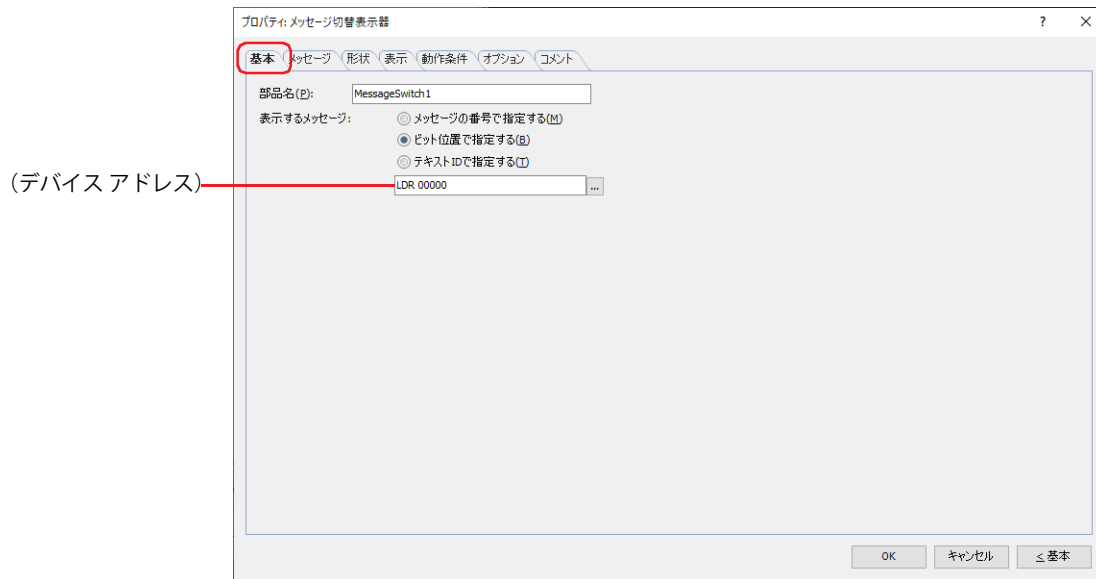 プロパティ: メッセージ切替表示器 ? ×
基本 メッセージ 形状 表示 動作条件 オプション コメント
部品名(P): MessageSwitch1
表示するメッセージ: メッセージの番号で指定する(M)
ビット位置で指定する(B)
テキストIDで指定する(T)
(デバイス アドレス) LDR 00000 ...
OK キャンセル < 基本